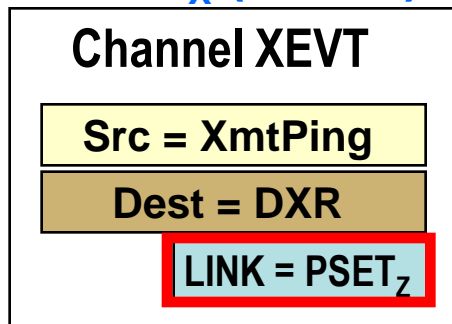 Channel XEVT
Src = XmtPing
Dest = DXR
LINK = PSETZ